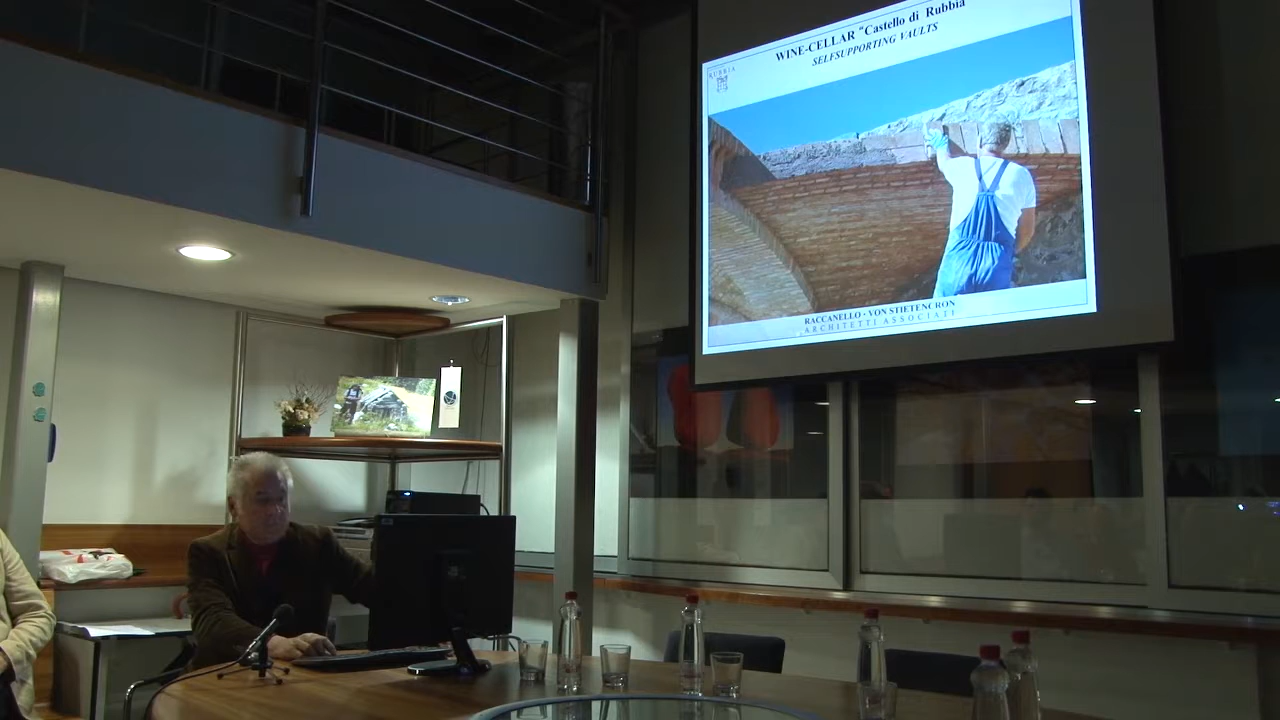 WINE-CELLAR "Castello di Rubbia
SELFSUPPORTING VAULTS
RUBBIA
RACCANELLO - VON STIETENCRON
ARCHITETTI ASSOCIATI